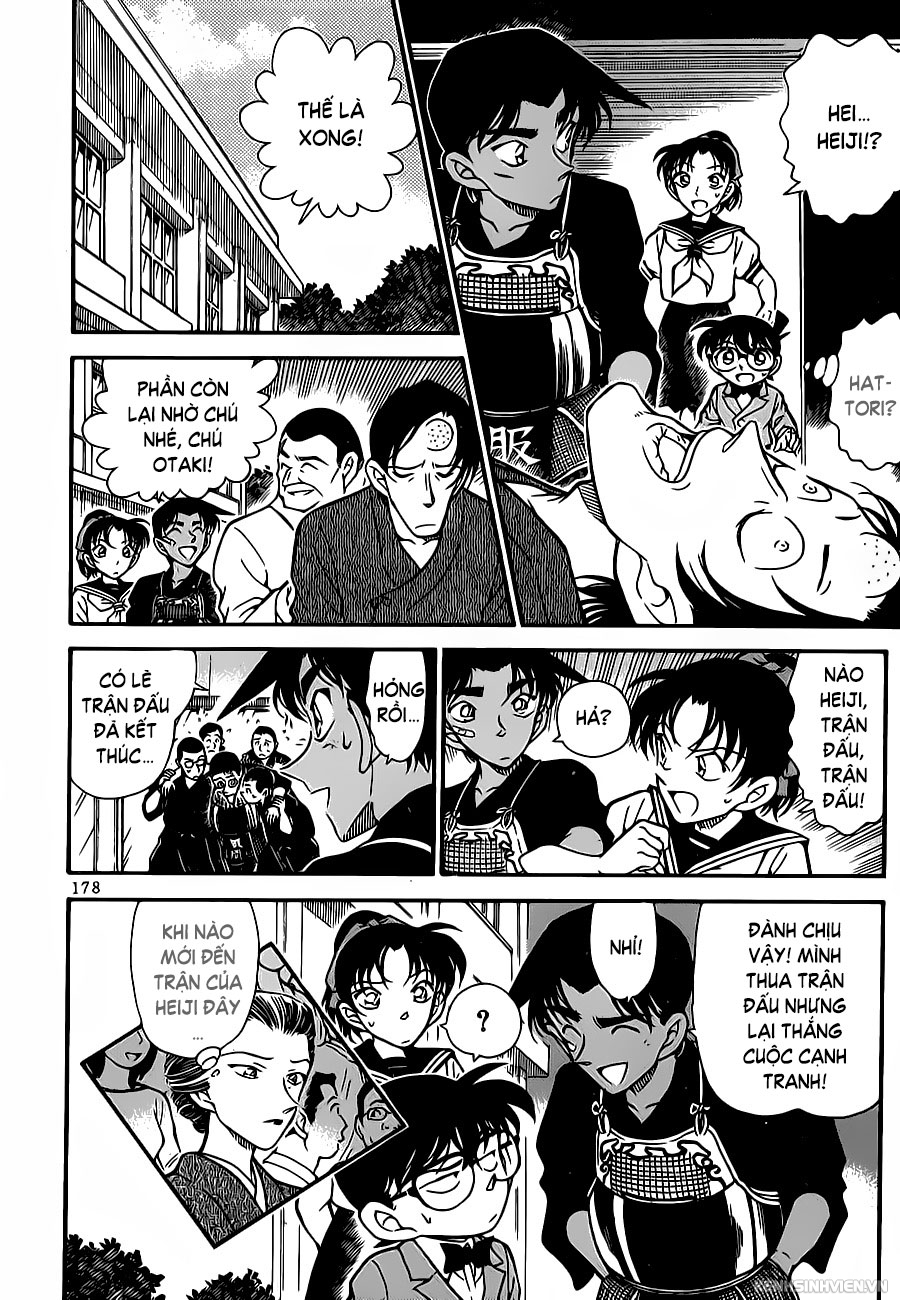 HEI...
HEIJI!?
HAT-
TORI?
服
THẾ LÀ
XONG!
PHẦN CÒN
LẠI NHỜ CHÚ
NHÉ, CHÚ
OTAKI!
NÀO
HEIJI,
TRẬN
ĐẤU,
TRẬN
ĐẤU!
HẢ?
HỎNG
RỒI...
CÓ LẼ
TRẬN ĐẤU
ĐÃ KẾT
THÚC...
178
ĐÀNH CHỊU
VẬY! MÌNH
THUA TRẬN
ĐẤU NHƯNG
LẠI THẮNG
CUỘC CẠNH
TRANH!
NHỈ!
?
KHI NÀO
MỚI ĐẾN
TRẬN CỦA
HEIJI ĐÂY
...